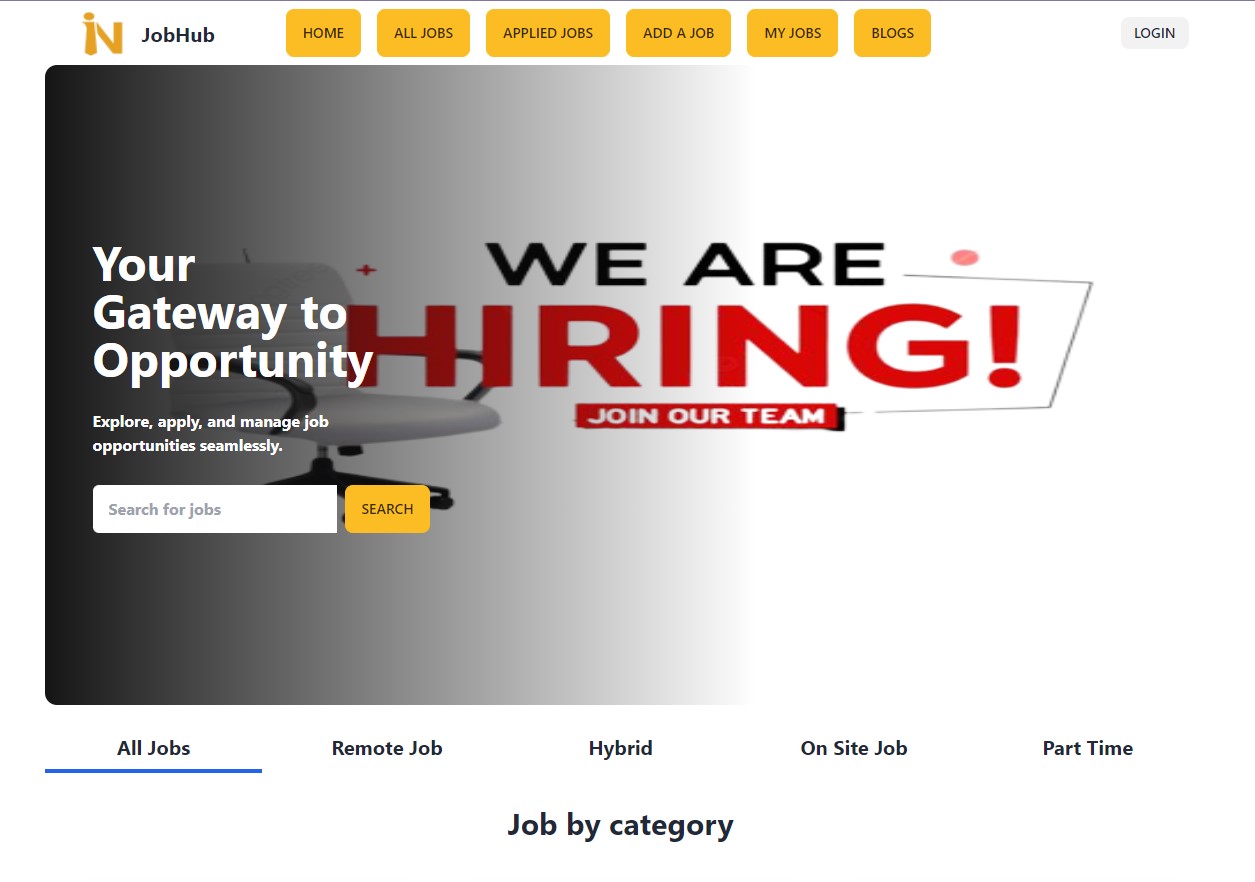 iN JobHub HOME ALL JOBS APPLIED JOBS ADD A JOB MY JOBS BLOGS LOGIN
WE ARE
HIRING!
JOIN OUR TEAM
Your
Gateway to
Opportunity
Explore, apply, and manage job
opportunities seamlessly.
Search for jobs SEARCH
All Jobs Remote Job Hybrid On Site Job Part Time
Job by category